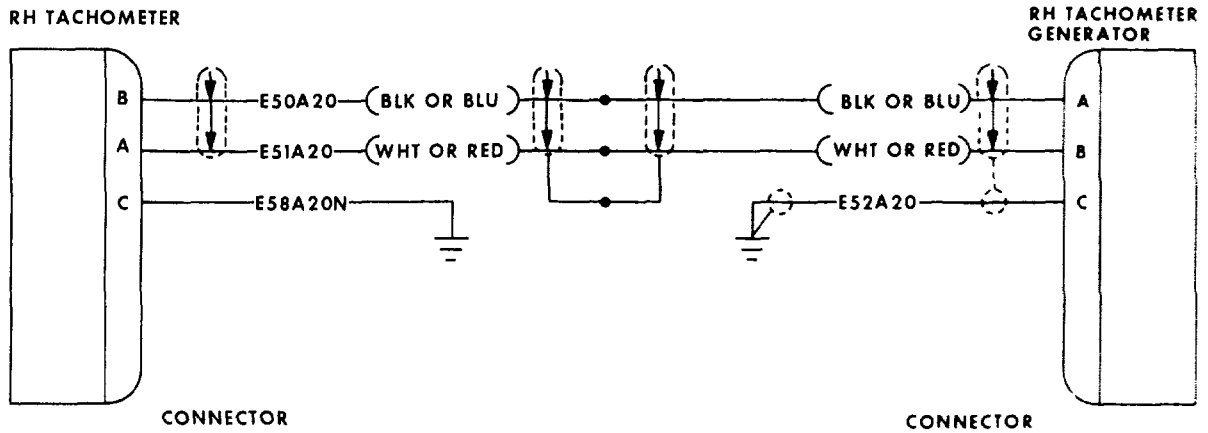 RH TACHOMETER
RH TACHOMETER
GENERATOR
B E50A20 (BLK OR BLU) (BLK OR BLU) A
A E51A20 (WHT OR RED) (WHT OR RED) B
C E58A20N E52A20 C
CONNECTOR
CONNECTOR